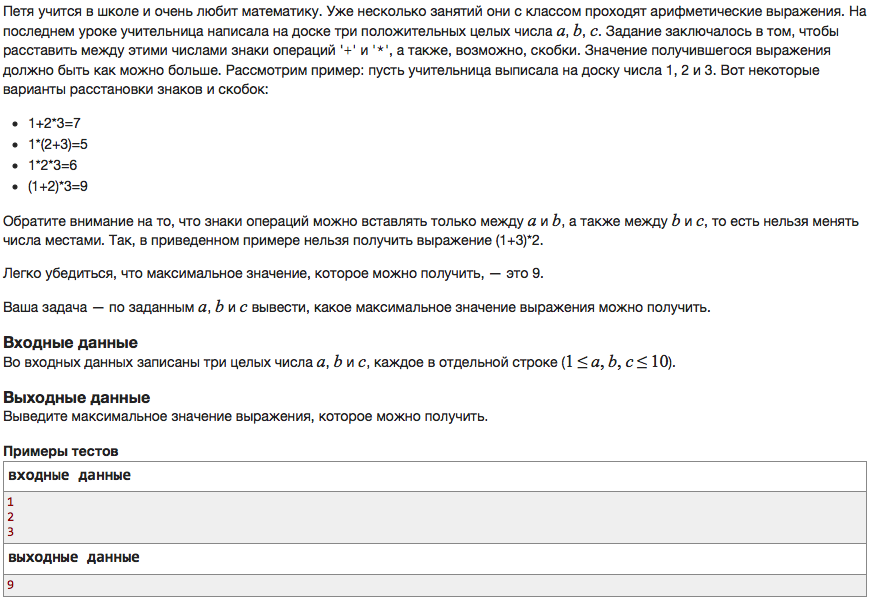 Петя учится в школе и очень любит математику. Уже несколько занятий они с классом проходят арифметические выражения. На
последнем уроке учительница написала на доске три положительных целых числа a, b, c. Задание заключалось в том, чтобы
расставить между этими числами знаки операций '+' и '*', а также, возможно, скобки. Значение получившегося выражения
должно быть как можно больше. Рассмотрим пример: пусть учительница выписала на доску числа 1, 2 и 3. Вот некоторые
варианты расстановки знаков и скобок:
• 1+2*3=7
• 1*(2+3)=5
• 1*2*3=6
• (1+2)*3=9
Обратите внимание на то, что знаки операций можно вставлять только между a и b, а также между b и c, то есть нельзя менять
числа местами. Так, в приведенном примере нельзя получить выражение (1+3)*2.
Легко убедиться, что максимальное значение, которое можно получить, — это 9.
Ваша задача — по заданным a, b и c вывести, какое максимальное значение выражения можно получить.
Входные данные
Во входных данных записаны три целых числа a, b и c, каждое в отдельной строке (1 ≤ a, b, c ≤ 10).
Выходные данные
Выведите максимальное значение выражения, которое можно получить.
Примеры тестов
входные данные
1
2
3
выходные данные
9